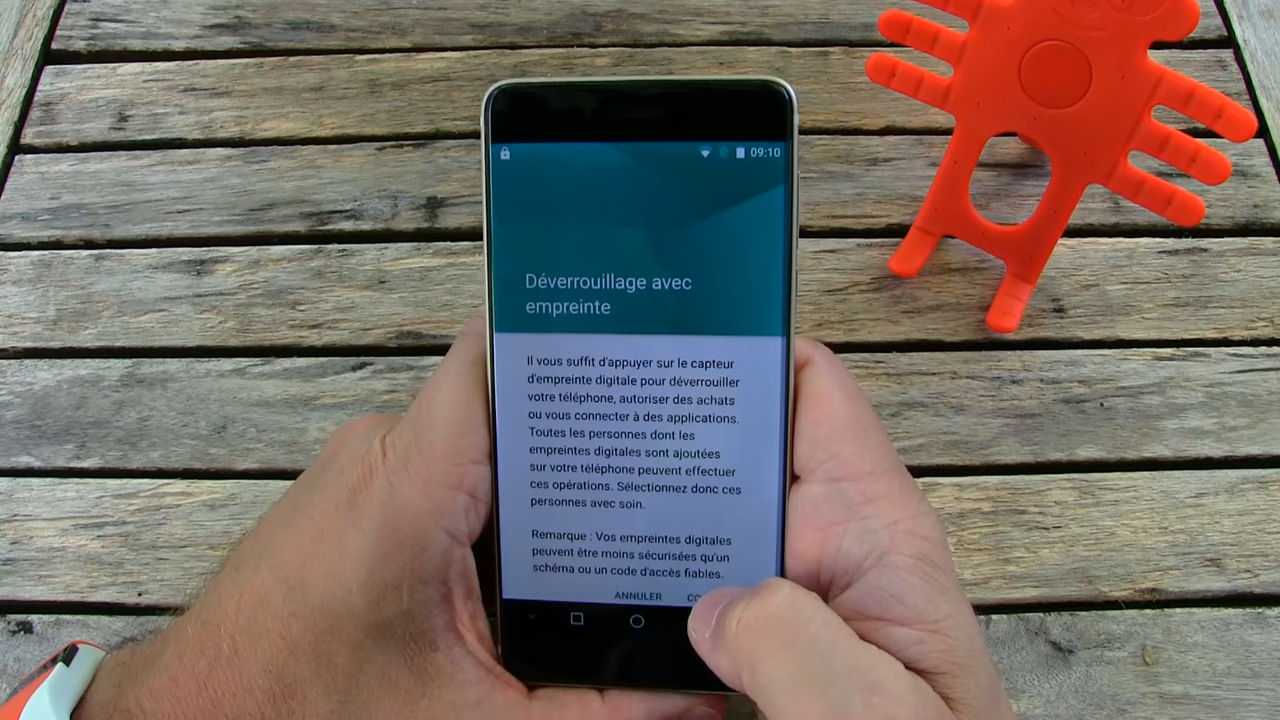 09:10
Déverrouillage avec
empreinte
Il vous suffit d'appuyer sur le capteur
d'empreinte digitale pour déverrouiller
votre téléphone, autoriser des achats
ou vous connecter à des applications.
Toutes les personnes dont les
empreintes digitales sont ajoutées
sur votre téléphone peuvent effectuer
ces opérations. Sélectionnez donc ces
personnes avec soin.
Remarque : Vos empreintes digitales
peuvent être moins sécurisées qu'un
schéma ou un code d'accès fiables.
ANNULER